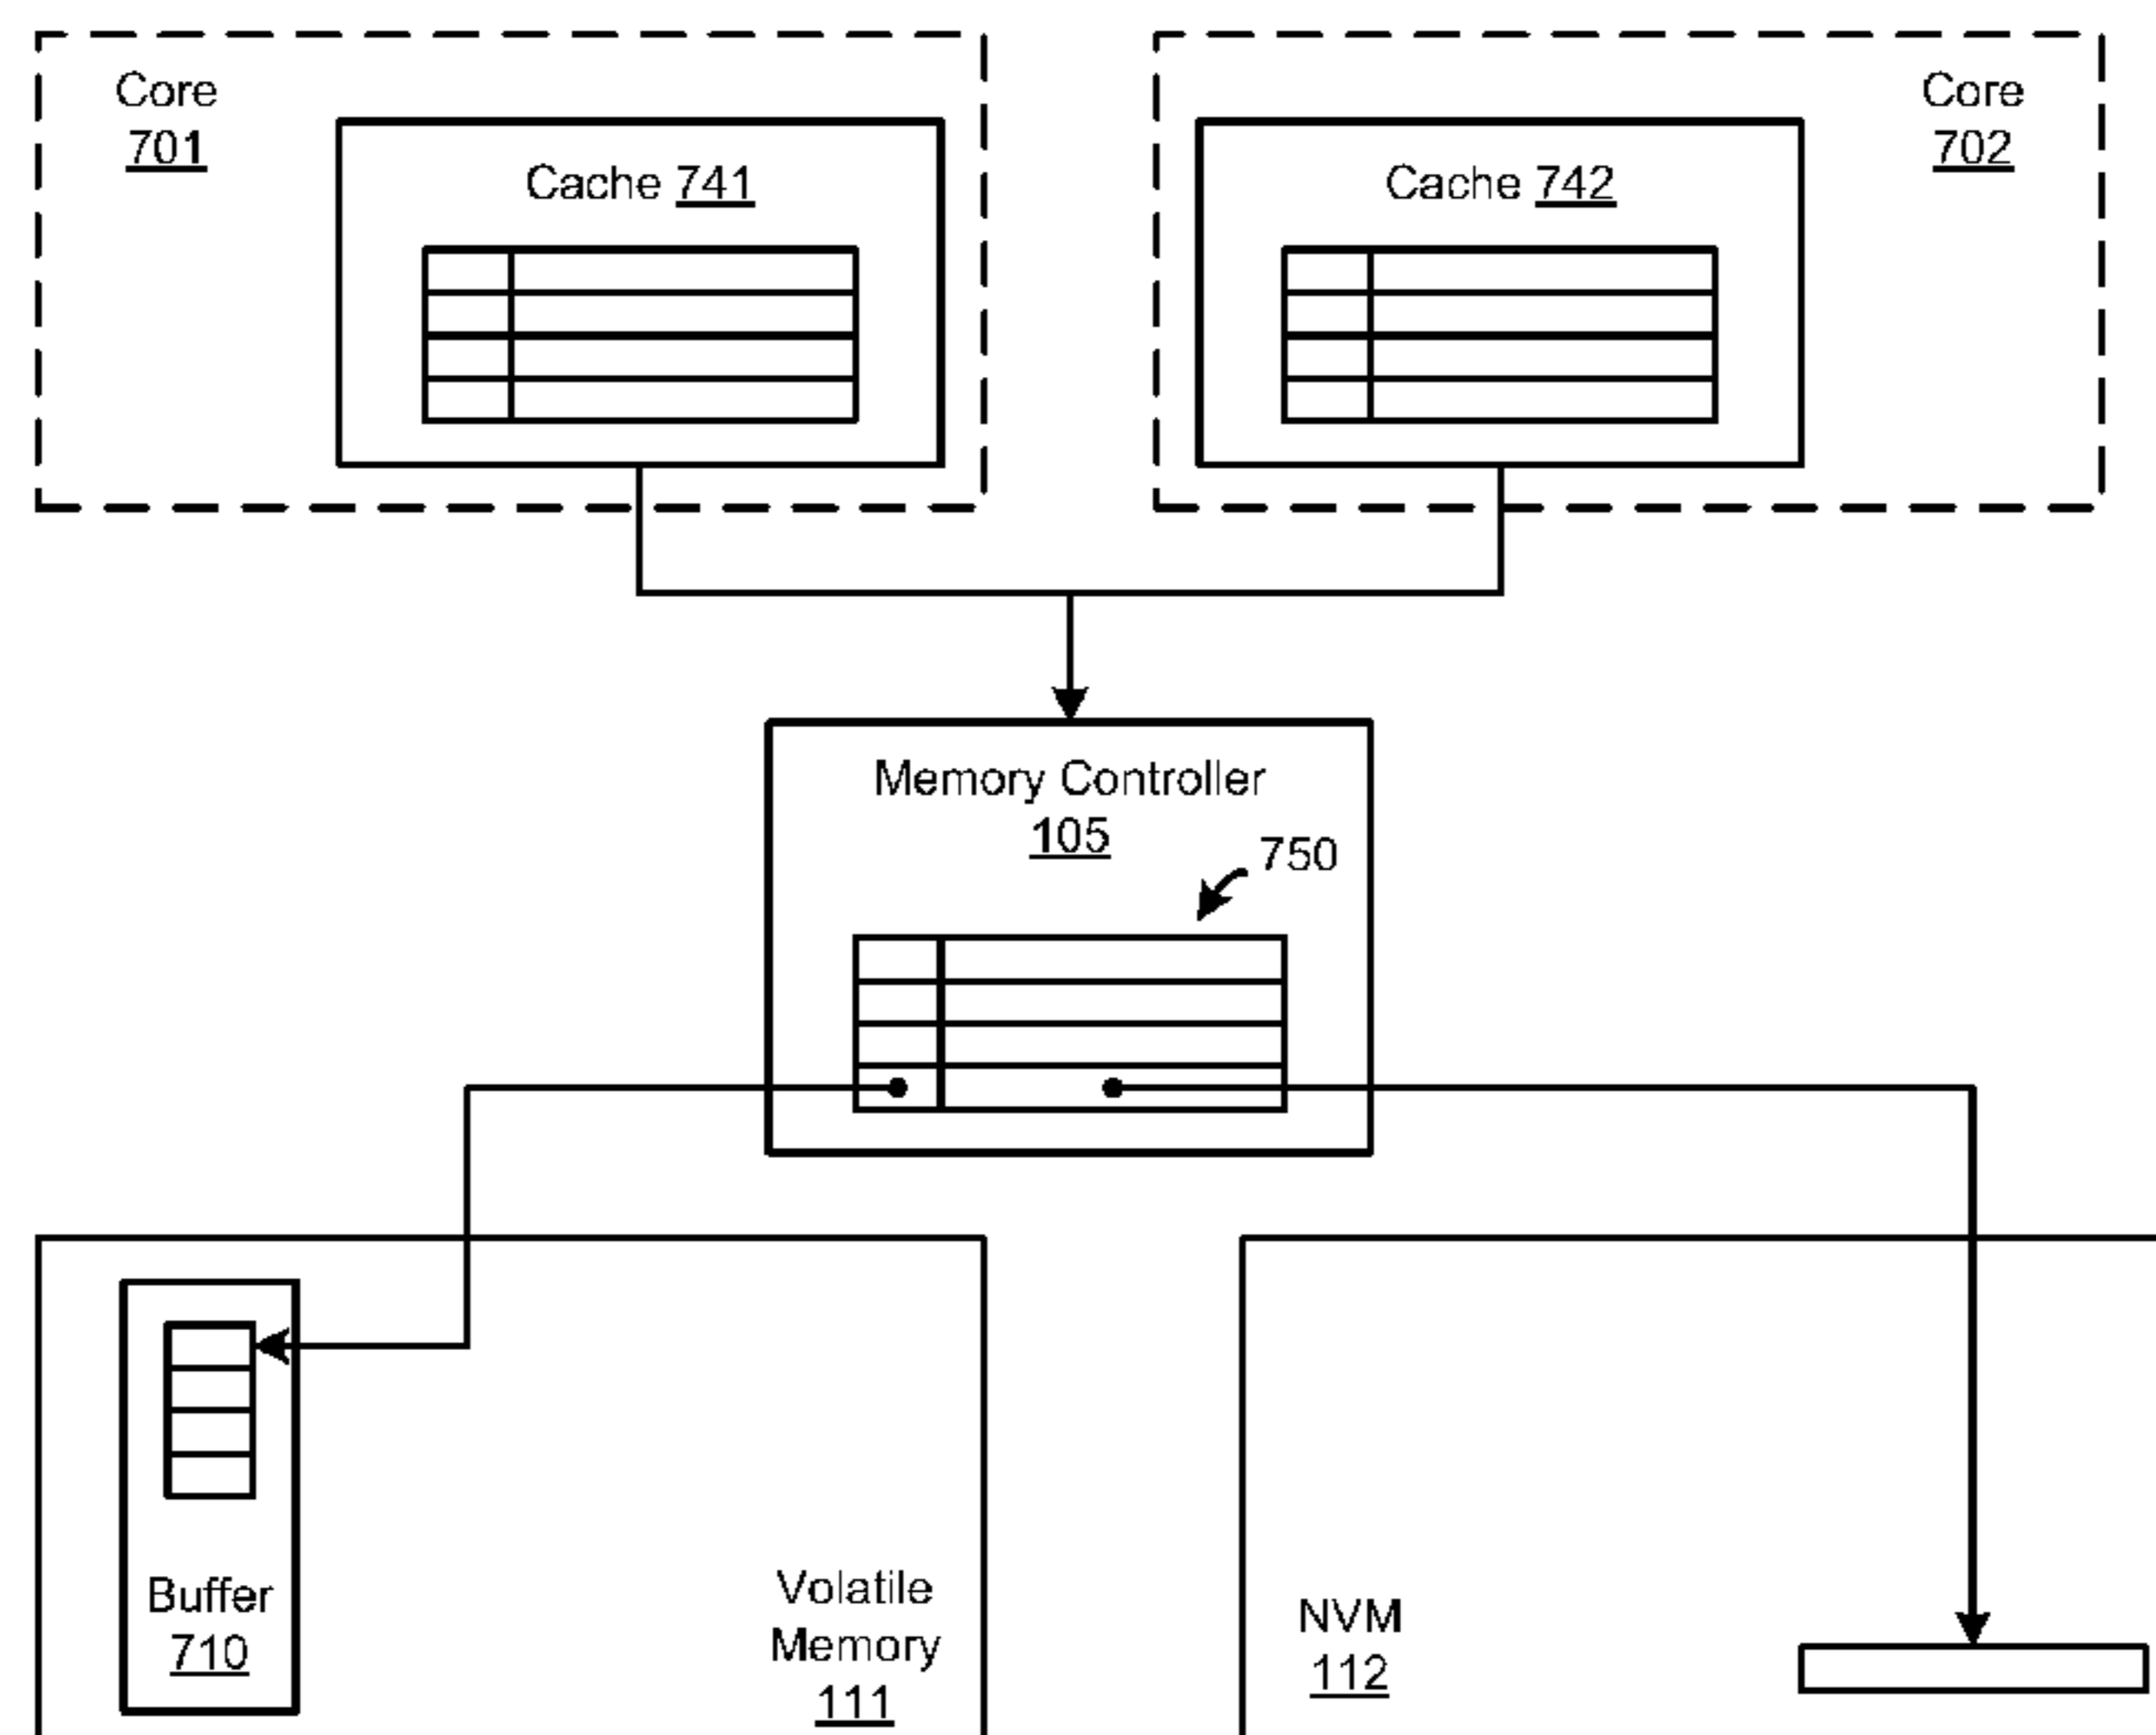 Core
701
Cache 741
Core
702
Cache 742
Memory Controller
105
750
Buffer
710
Volatile
Memory
111
NVM
112